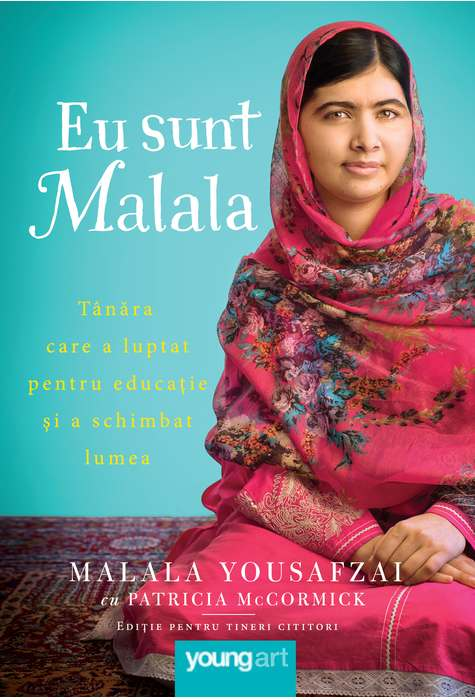 Eu sunt
Malala
Tânăra
care a luptat
pentru educație
și a schimbat
lumea
MALALA YOUSAFZAI
cu PATRICIA McCORMICK
EDIȚIE PENTRU TINERI CITITORI
youngart